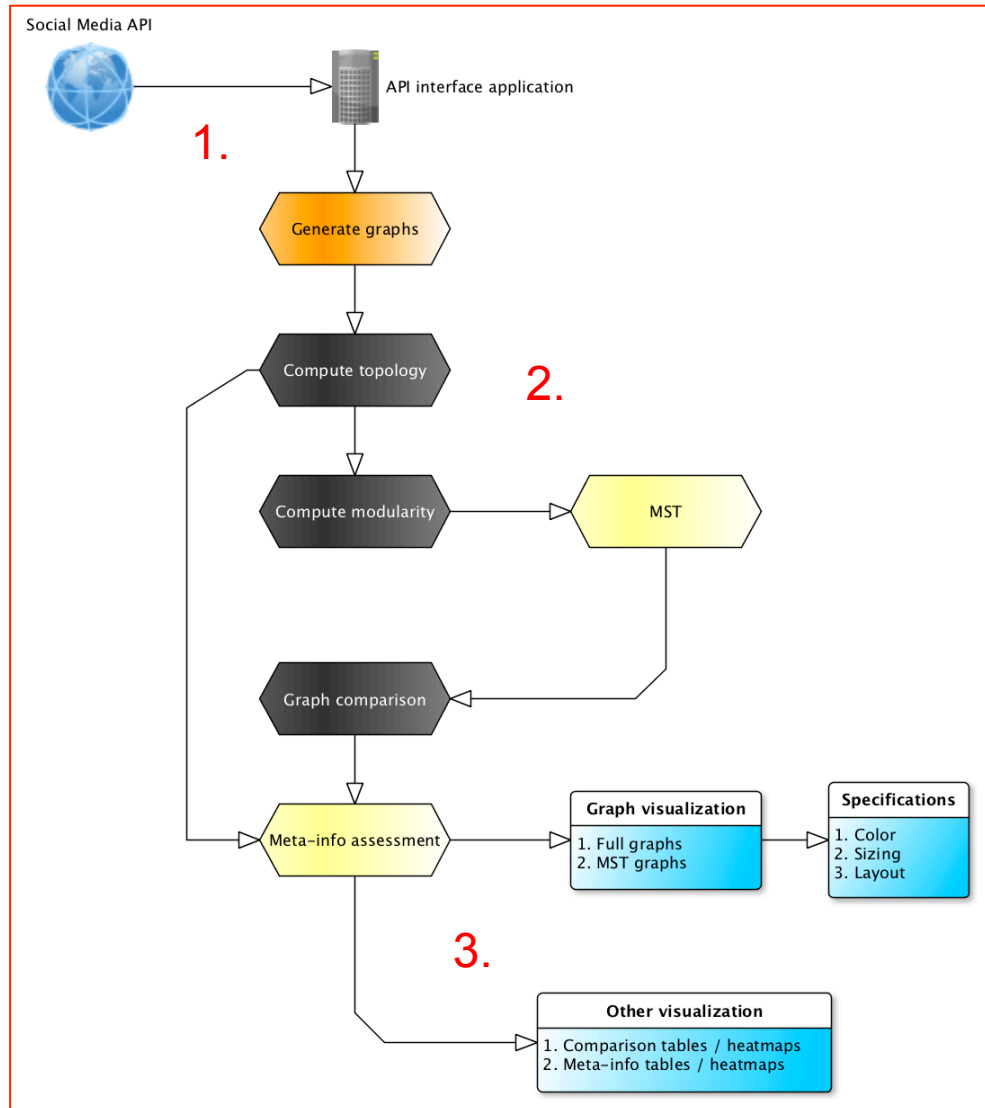 Social Media API
API interface application
1.
Generate graphs
Compute topology
2.
Compute modularity
MST
Graph comparison
Meta-info assessment
Graph visualization
1. Full graphs
2. MST graphs
Specifications
1. Color
2. Sizing
3. Layout
3.
Other visualization
1. Comparison tables / heatmaps
2. Meta-info tables / heatmaps